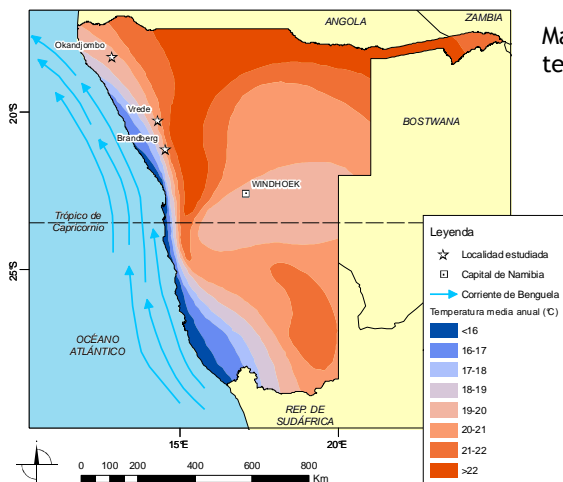 ANGOLA
ZAMBIA
Ma
te
Okandjombo
20°S
Vrede
Brandberg
BOSTWANA
WINDHOEK
Trópico de
Capricornio
25°S
OCÉANO
ATLÁNTICO
REP. DE
SUDÁFRICA
15°E
20°E
0 100 200 400 600 800
Km
Leyenda
Localidad estudiada
Capital de Namibia
Corriente de Benguela
Temperatura media anual (°C)
<16
16-17
17-18
18-19
19-20
20-21
21-22
>22